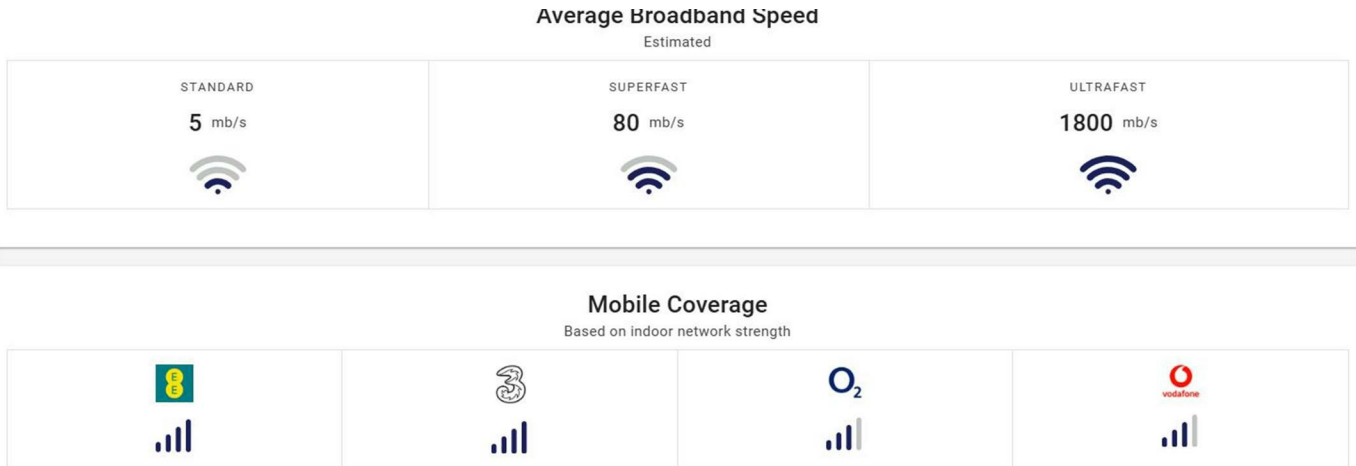 Average Broadband Speed
Estimated
STANDARD
SUPERFAST
ULTRAFAST
5 mb/s
80 mb/s
1800 mb/s
Mobile Coverage
Based on indoor network strength
EE
3
O2
vodafone